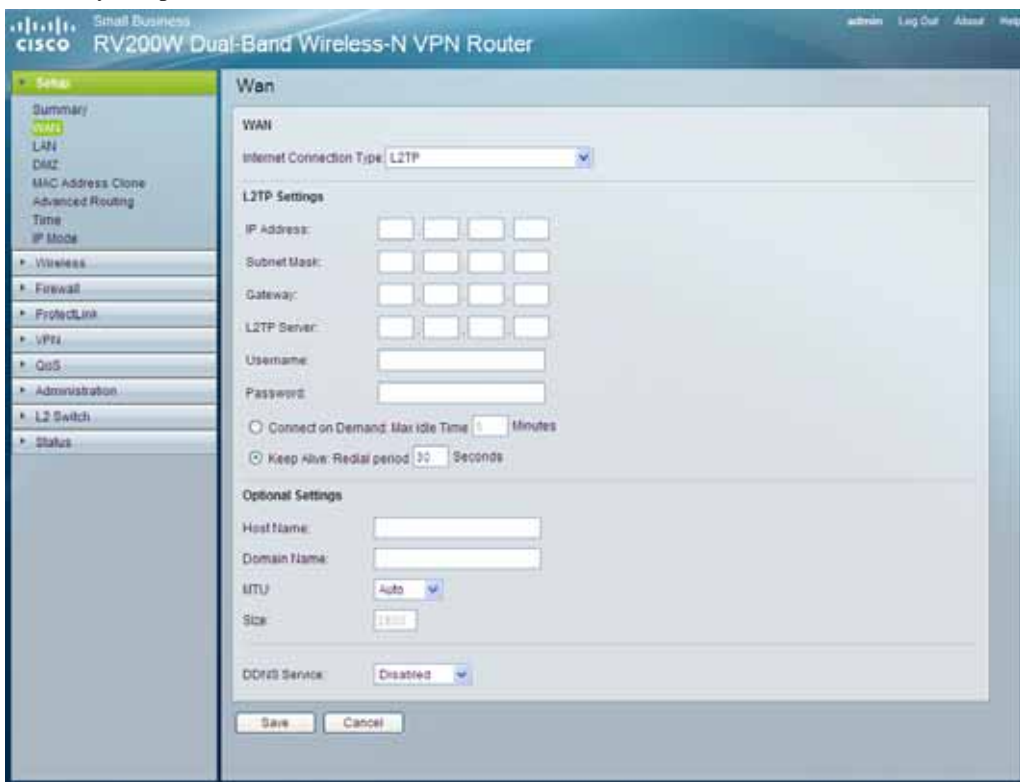 Small Business
CISCO RV200W Dual-Band Wireless-N VPN Router
admin Log Out About Help
Setup
Summary
WAN
LAN
DMZ
MAC Address Clone
Advanced Routing
Time
IP Mode
Wireless
Firewall
ProtectLink
VPN
QoS
Administration
L2 Switch
Status
Wan
WAN
Internet Connection Type: L2TP
L2TP Settings
IP Address:
Subnet Mask:
Gateway:
L2TP Server:
Username:
Password:
Connect on Demand: Max Idle Time Minutes
Keep Alive: Redial period 30 Seconds
Optional Settings
Host Name:
Domain Name:
MTU: Auto
Size:
DDNS Service: Disabled
Save Cancel